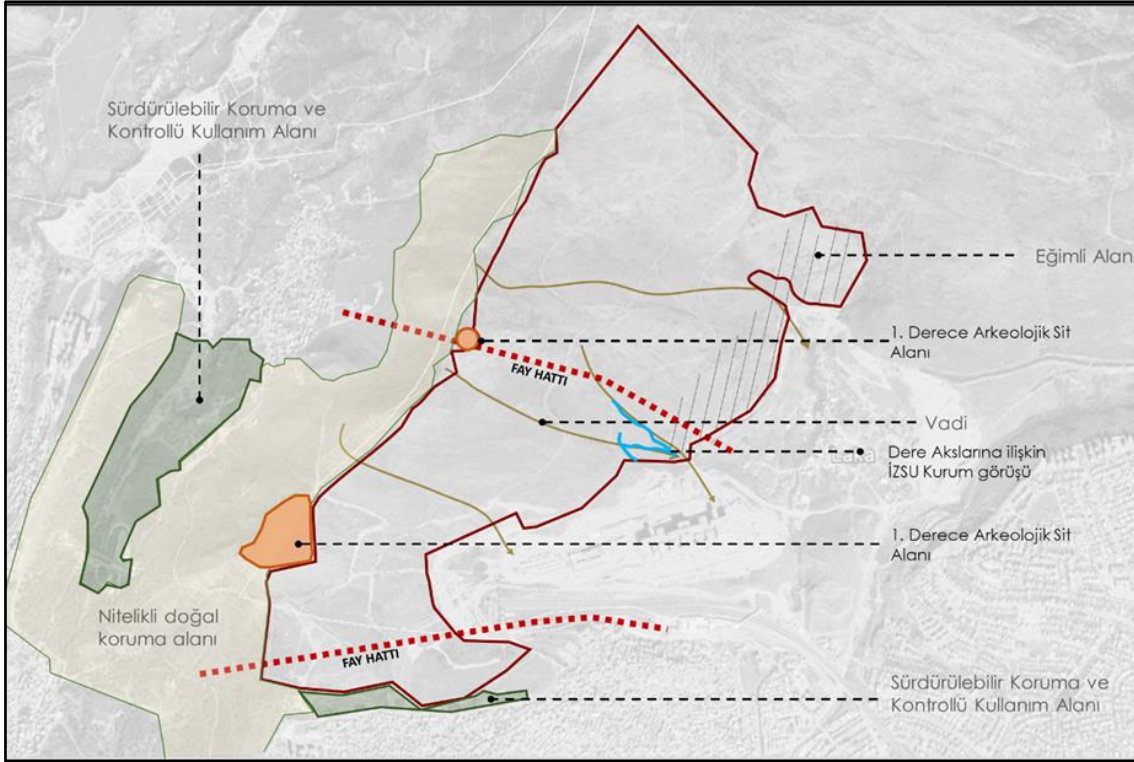 Sürdürülebilir Koruma ve
Kontrollü Kullanım Alanı
Eğimli Alan
1. Derece Arkeolojik Sit
Alanı
FAY HATTI
Vadi
Laka
Dere Akslarına ilişkin
İZSU Kurum görüşü
1. Derece Arkeolojik Sit
Alanı
Nitelikli doğal
koruma alanı
FAY HATTI
Sürdürülebilir Koruma ve
Kontrollü Kullanım Alanı